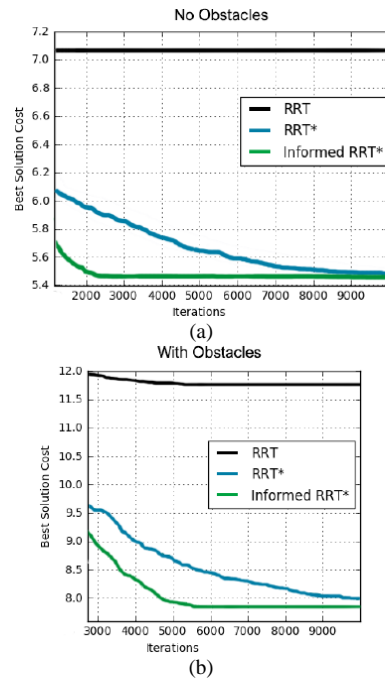 No Obstacles
7.2
7.0
6.8
6.6
6.4
6.2
6.0
5.8
5.6
5.4
Best Solution Cost
RRT
RRT*
Informed RRT*
2000 3000 4000 5000 6000 7000 8000 9000
Iterations
(a)
With Obstacles
12.0
11.5
11.0
10.5
10.0
9.5
9.0
8.5
8.0
Best Solution Cost
RRT
RRT*
Informed RRT*
3000 4000 5000 6000 7000 8000 9000
Iterations
(b)